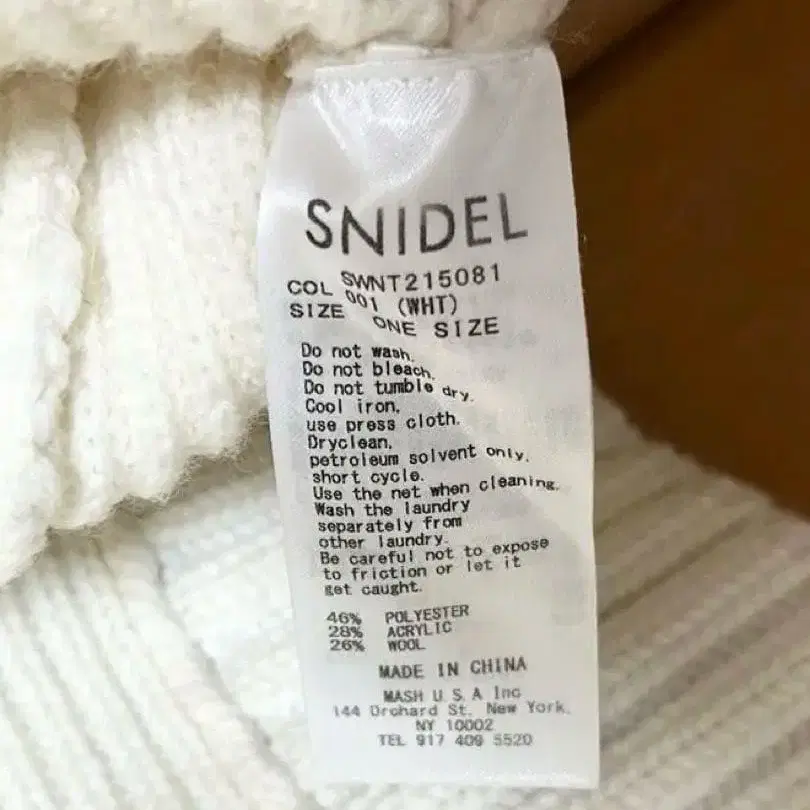 SNIDEL
SWNT215081
COL 001 (WHT)
SIZE ONE SIZE
Do not wash.
Do not bleach.
Do not tumble dry.
Cool iron.
use press cloth.
Dryclean.
petroleum solvent only.
short cycle.
Use the net when cleaning.
Wash the laundry
separately from
other laundry.
Be careful not to expose
to friction or let it
get caught.
46% POLYESTER
28% ACRYLIC
26% WOOL
MADE IN CHINA
MASH U.S.A Inc
144 Orchard St. New York.
NY 10002
TEL 917 409 5520